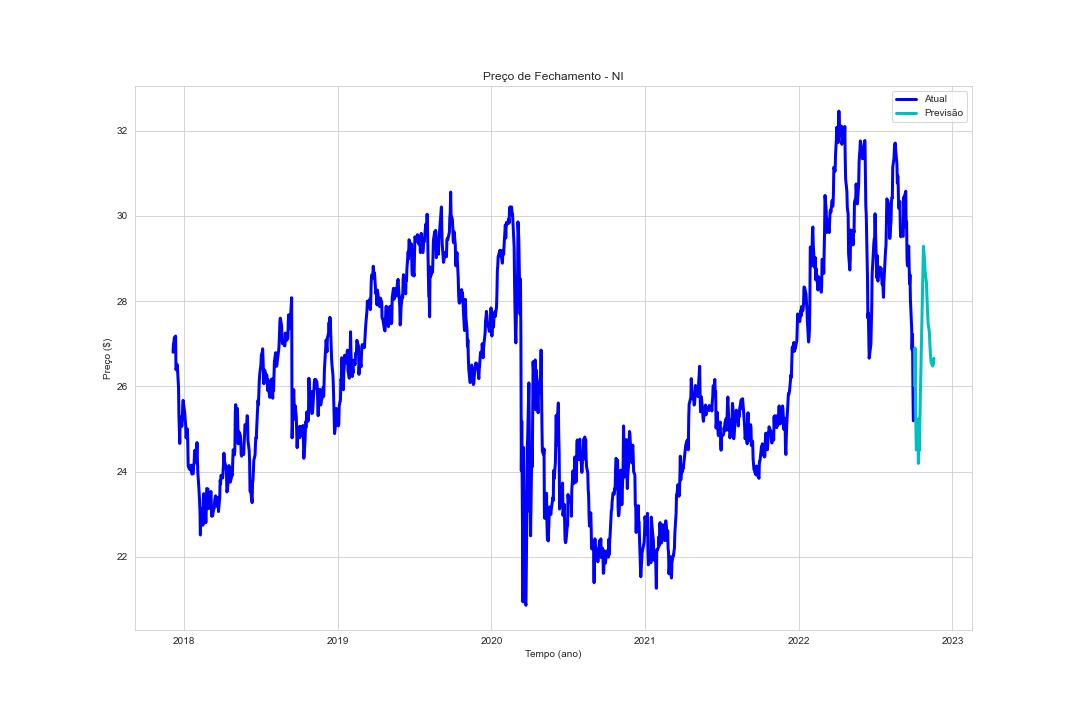 Preço de Fechamento - NI
Atual
Previsão
Preço ($)
32
30
28
26
24
22
2018
2019
2020
2021
2022
2023
Tempo (ano)